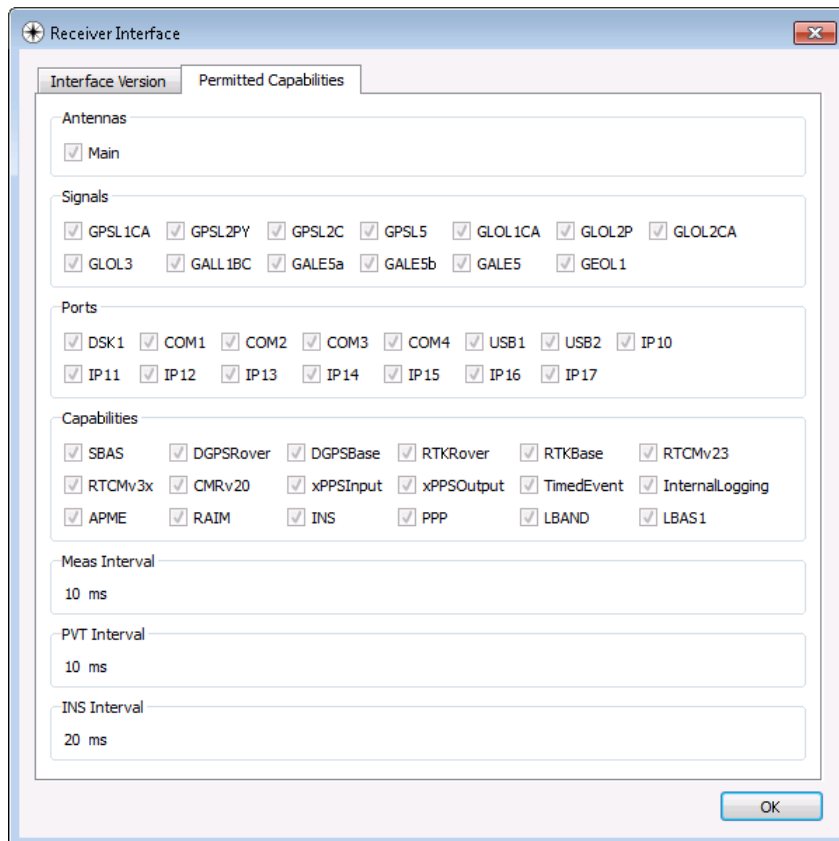 Receiver Interface
Interface Version Permitted Capabilities
Antennas
Main
Signals
GPSL1CA GPSL2PY GPSL2C GPSL5 GLOL1CA GLOL2P GLOL2CA
GLOL3 GALL1BC GALE5a GALE5b GALE5 GEOL1
Ports
DSK1 COM1 COM2 COM3 COM4 USB1 USB2 IP10
IP11 IP12 IP13 IP14 IP15 IP16 IP17
Capabilities
SBAS DGPSRover DGPSBase RTKRover RTKBase RTCMv23
RTCMv3x CMRv20 xPPSInput xPPSOutput TimedEvent InternalLogging
APME RAIM INS PPP LBAND LBAS1
Meas Interval
10 ms
PVT Interval
10 ms
INS Interval
20 ms
OK